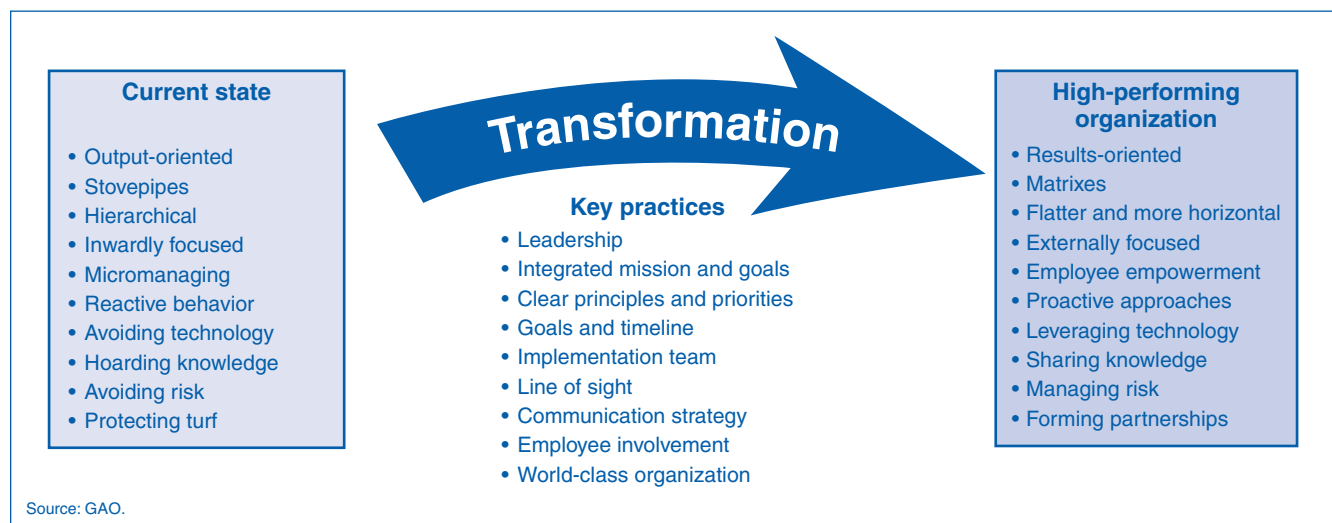 Current state
• Output-oriented
• Stovepipes
• Hierarchical
• Inwardly focused
• Micromanaging
• Reactive behavior
• Avoiding technology
• Hoarding knowledge
• Avoiding risk
• Protecting turf
Transformation
Key practices
• Leadership
• Integrated mission and goals
• Clear principles and priorities
• Goals and timeline
• Implementation team
• Line of sight
• Communication strategy
• Employee involvement
• World-class organization
High-performing
organization
• Results-oriented
• Matrixes
• Flatter and more horizontal
• Externally focused
• Employee empowerment
• Proactive approaches
• Leveraging technology
• Sharing knowledge
• Managing risk
• Forming partnerships
Source: GAO.